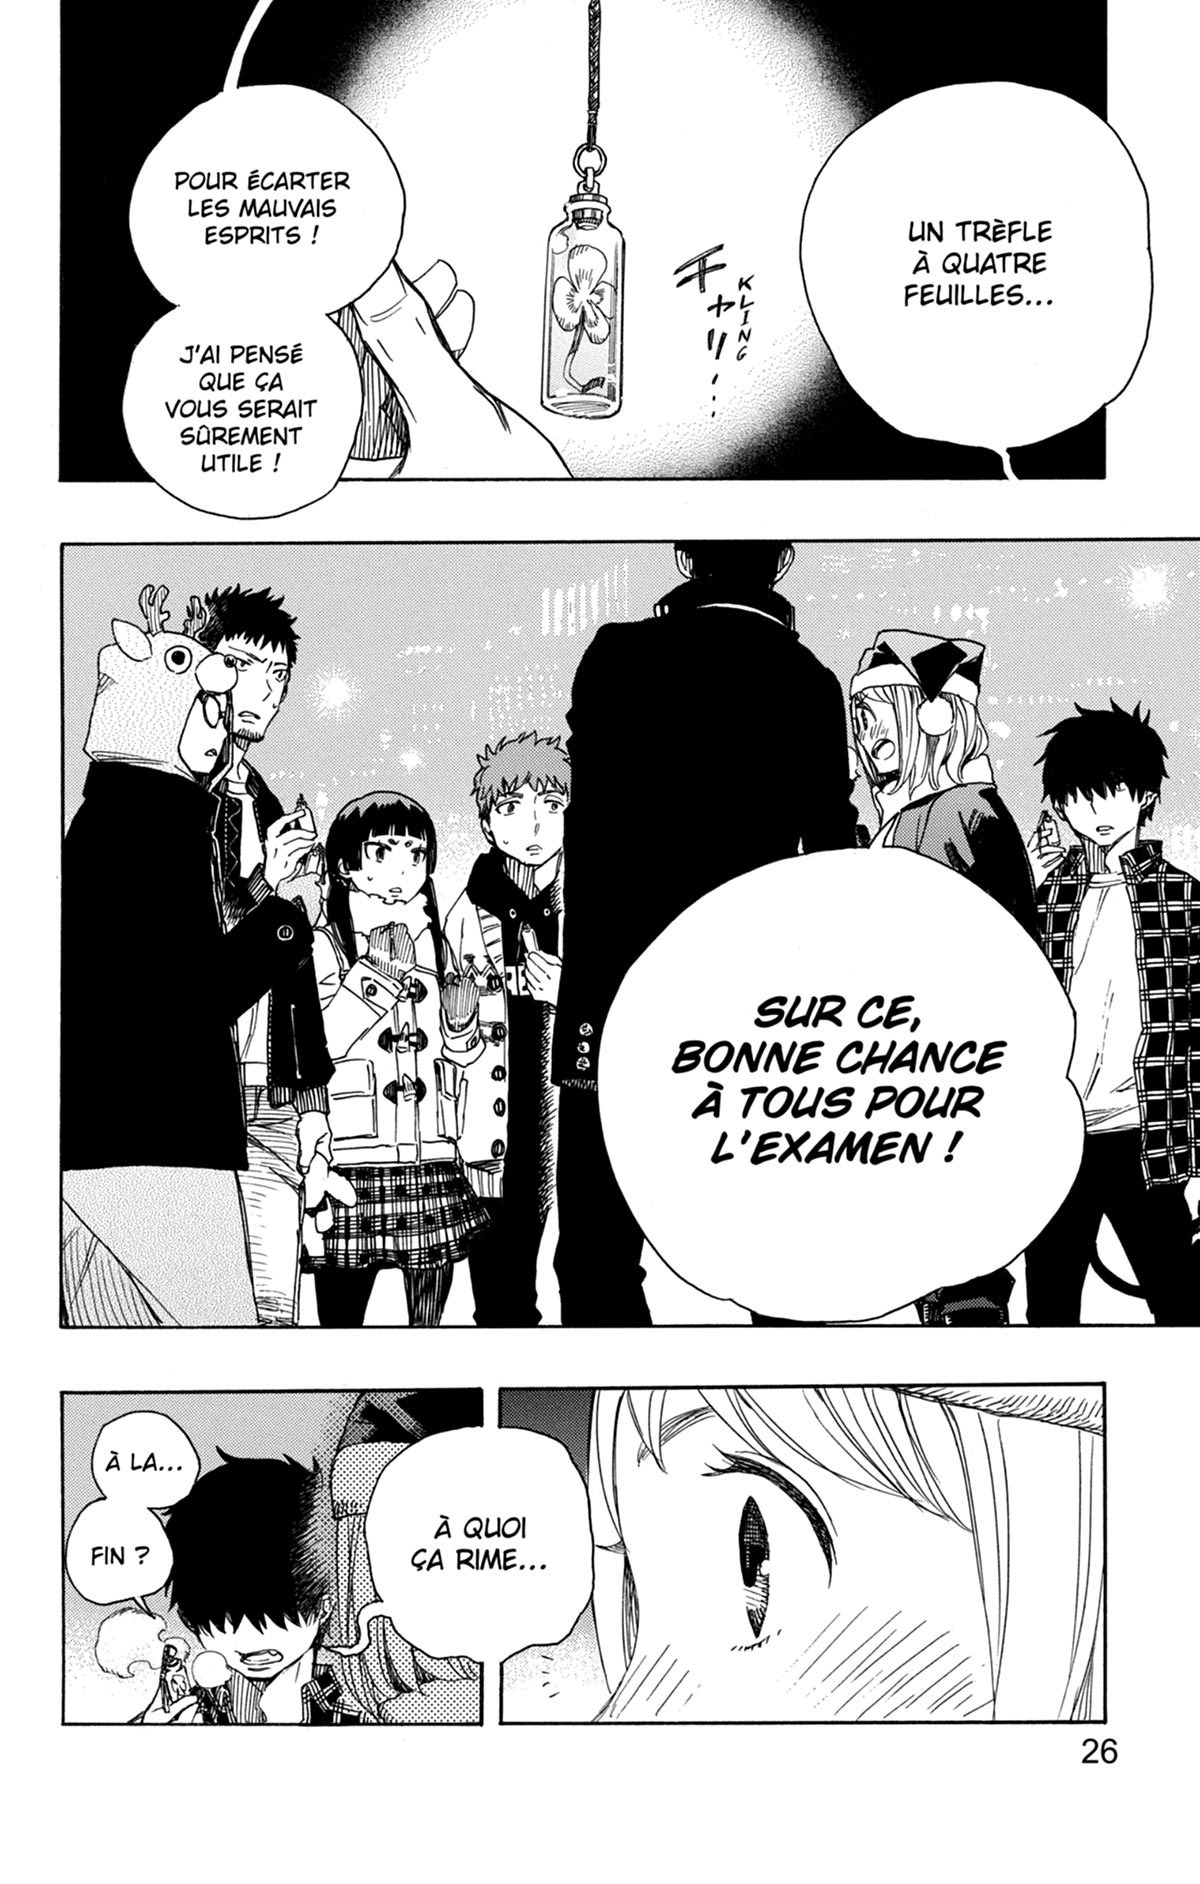 UN TRÈFLE
À QUATRE
FEUILLES...
KLING
チャリ...
POUR ÉCARTER
LES MAUVAIS
ESPRITS !
J'AI PENSÉ
QUE ÇA
VOUS SERAIT
SÛREMENT
UTILE !
SUR CE,
BONNE CHANCE
À TOUS POUR
L'EXAMEN !
À QUOI
ÇA RIME...
À LA...
FIN ?
26